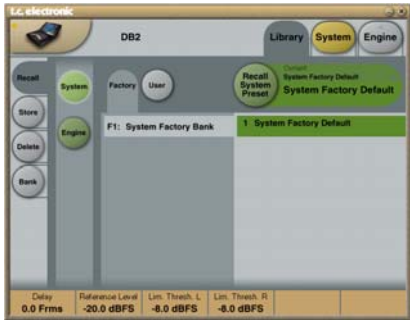 t.c. electronic
DB2
Library
System
Engine
Recall
Store
Delete
Bank
System
Engine
Factory
User
Recall System Preset
Current:
System Factory Default
System Factory Default
F1: System Factory Bank
1 System Factory Default
Delay
0.0 Frms
Reference Level
-20.0 dBFS
Lim. Thresh. L
-8.0 dBFS
Lim. Thresh. R
-8.0 dBFS